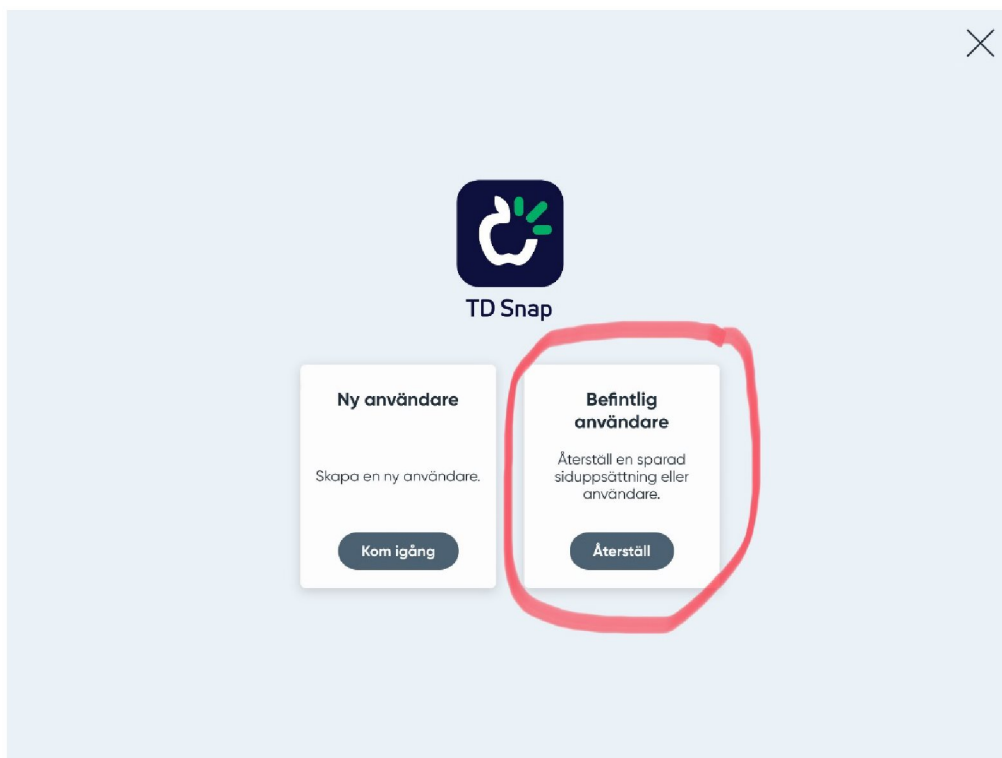 TD Snap
Ny användare
Skapa en ny användare.
Kom igång
Befintlig
användare
Återställ en sparad
siduppsättning eller
användare.
Återställ